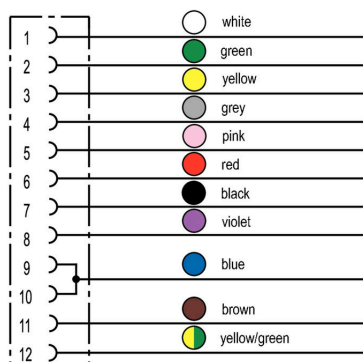 white
1
green
2
yellow
3
grey
4
pink
5
red
6
black
7
violet
8
9
blue
10
brown
11
yellow/green
12